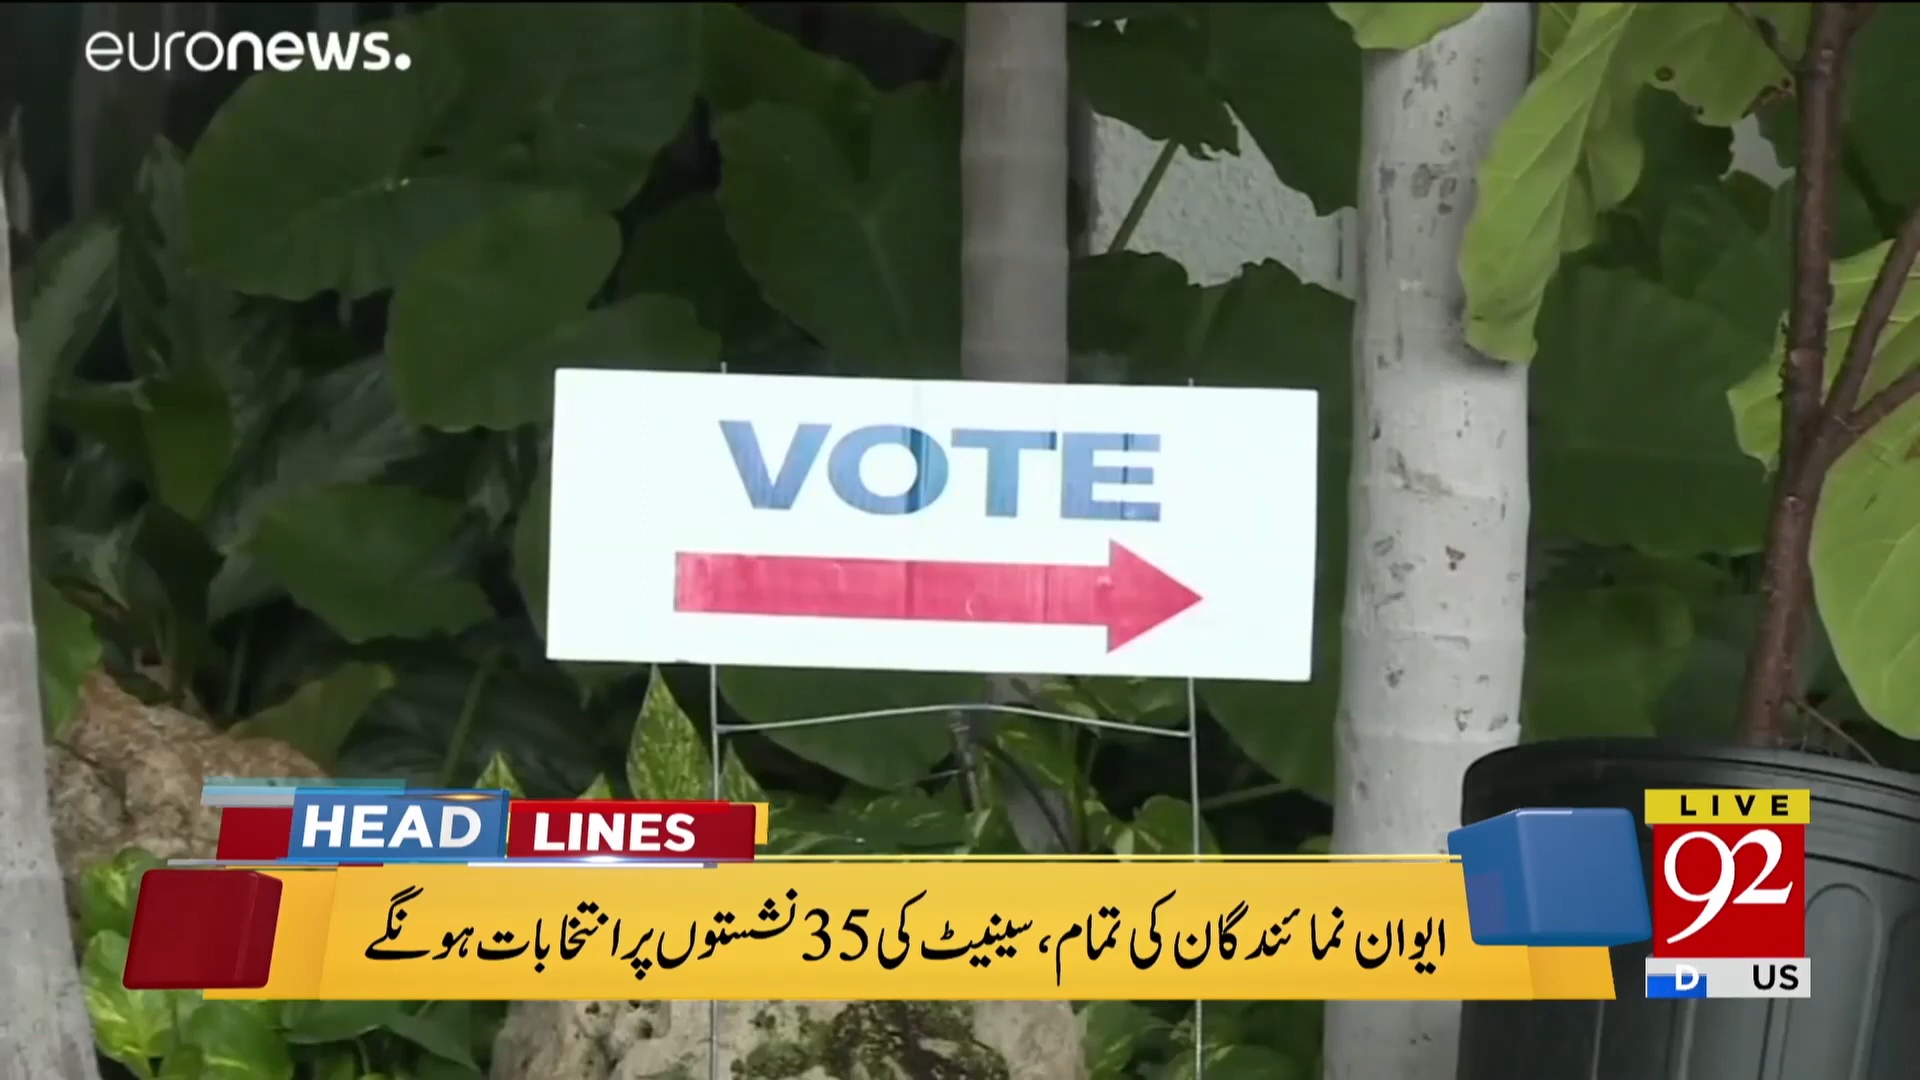 euronews.
VOTE
HEAD LINES
ایوان نمائندگان کی تمام، سینیٹ کی 35 نشستوں پر انتخابات ہونگے
LIVE
92
D US